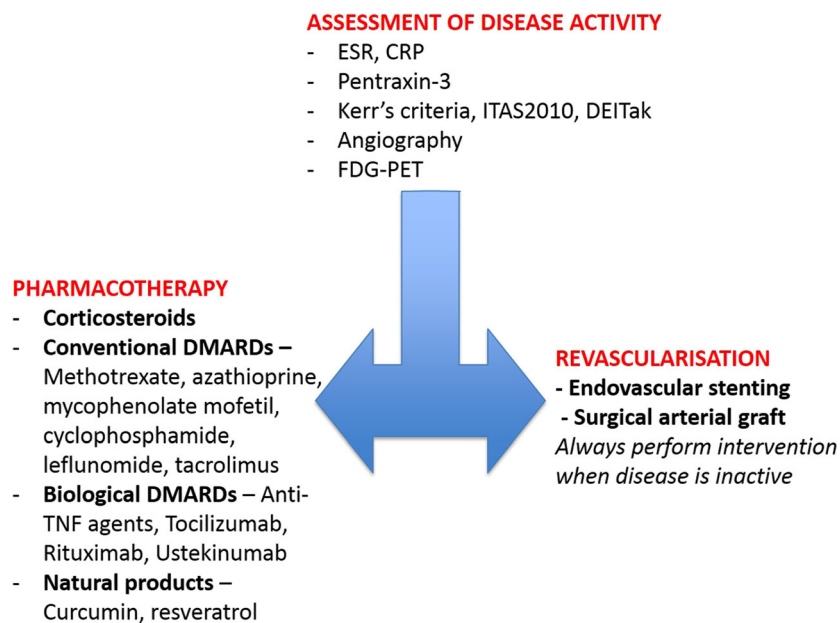 ASSESSMENT OF DISEASE ACTIVITY
- ESR, CRP
- Pentraxin-3
- Kerr's criteria, ITAS2010, DEITak
- Angiography
- FDG-PET
PHARMACOTHERAPY
- Corticosteroids
- Conventional DMARDs –
Methotrexate, azathioprine,
mycophenolate mofetil,
cyclophosphamide,
leflunomide, tacrolimus
- Biological DMARDs – Anti-
TNF agents, Tocilizumab,
Rituximab, Ustekinumab
- Natural products –
Curcumin, resveratrol
REVASCULARISATION
- Endovascular stenting
- Surgical arterial graft
Always perform intervention
when disease is inactive